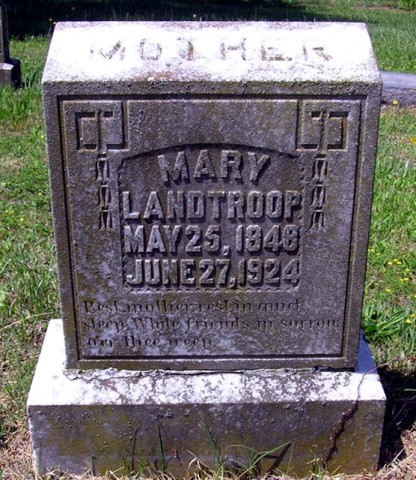 MOTHER
MARY
LANDTROOP
MAY 25, 1848
JUNE 27, 1924
Rest, mother, rest in quiet
sleep, While friends in sorrow
o'er thee weep